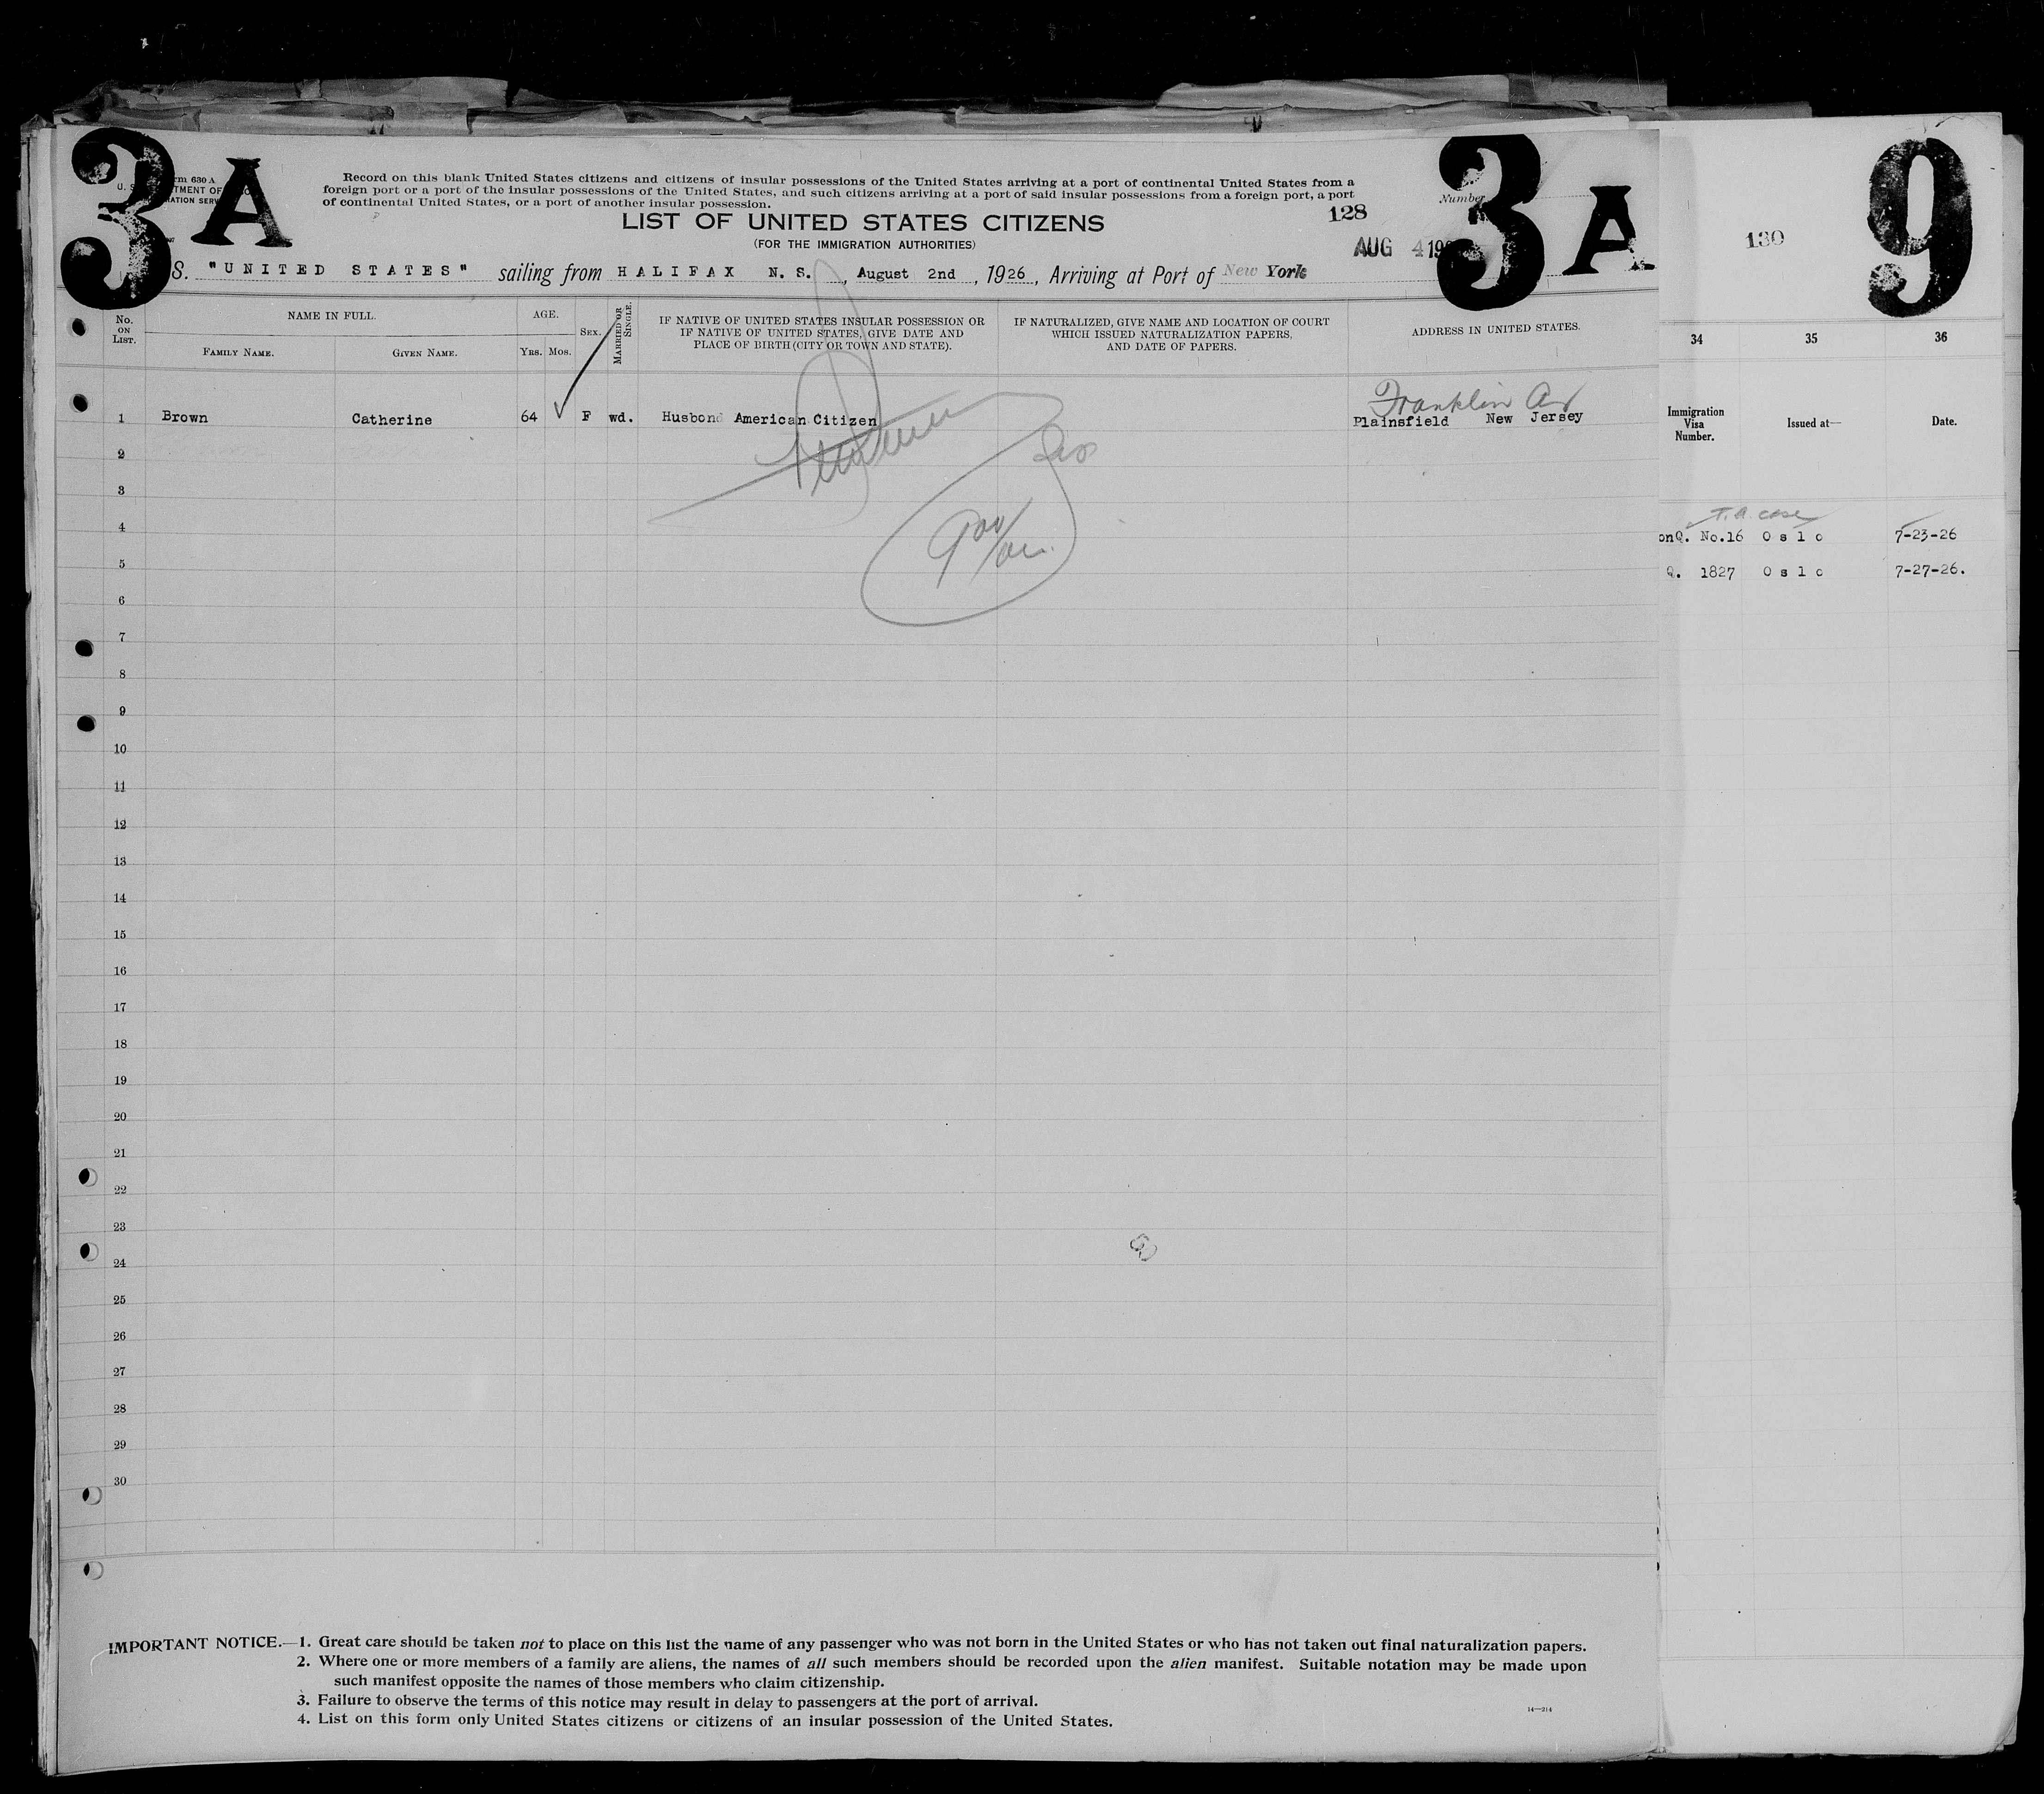 3 A
3 A
9
Form 630 A
Record on this blank United States citizens and citizens of insular possessions of the United States arriving at a port of continental United States from a
foreign port or a port of the insular possessions of the United States, and such citizens arriving at a port of said insular possessions from a foreign port, a port
of continental United States, or a port of another insular possession.
Number
LIST OF UNITED STATES CITIZENS
128
130
(FOR THE IMMIGRATION AUTHORITIES)
AUG 4 19
S. "UNITED STATES" sailing from HALIFAX N. S., August 2nd, 1926, Arriving at Port of New York
No. ON LIST.
NAME IN FULL.
FAMILY NAME.
GIVEN NAME.
AGE.
YRS. MOS.
SEX.
MARRIED OR SINGLE.
IF NATIVE OF UNITED STATES INSULAR POSSESSION OR
IF NATIVE OF UNITED STATES, GIVE DATE AND
PLACE OF BIRTH (CITY OR TOWN AND STATE).
IF NATURALIZED, GIVE NAME AND LOCATION OF COURT
WHICH ISSUED NATURALIZATION PAPERS,
AND DATE OF PAPERS.
ADDRESS IN UNITED STATES.
34 35 36
Immigration
Visa
Number.
Issued at—
Date.
Franklin
1 Brown Catherine 64 F wd. Husbond American Citizen Plainsfield New Jersey
2
3
T. A. case
4
onQ. No.16 Oslo 7-23-26
5
Q. 1827 Oslo 7-27-26.
6
7
8
9
10
11
12
13
14
15
16
17
18
19
20
21
22
23
24
25
26
27
28
29
30
IMPORTANT NOTICE.—1. Great care should be taken not to place on this list the name of any passenger who was not born in the United States or who has not taken out final naturalization papers.
2. Where one or more members of a family are aliens, the names of all such members should be recorded upon the alien manifest. Suitable notation may be made upon
such manifest opposite the names of those members who claim citizenship.
3. Failure to observe the terms of this notice may result in delay to passengers at the port of arrival.
4. List on this form only United States citizens or citizens of an insular possession of the United States.
14—214